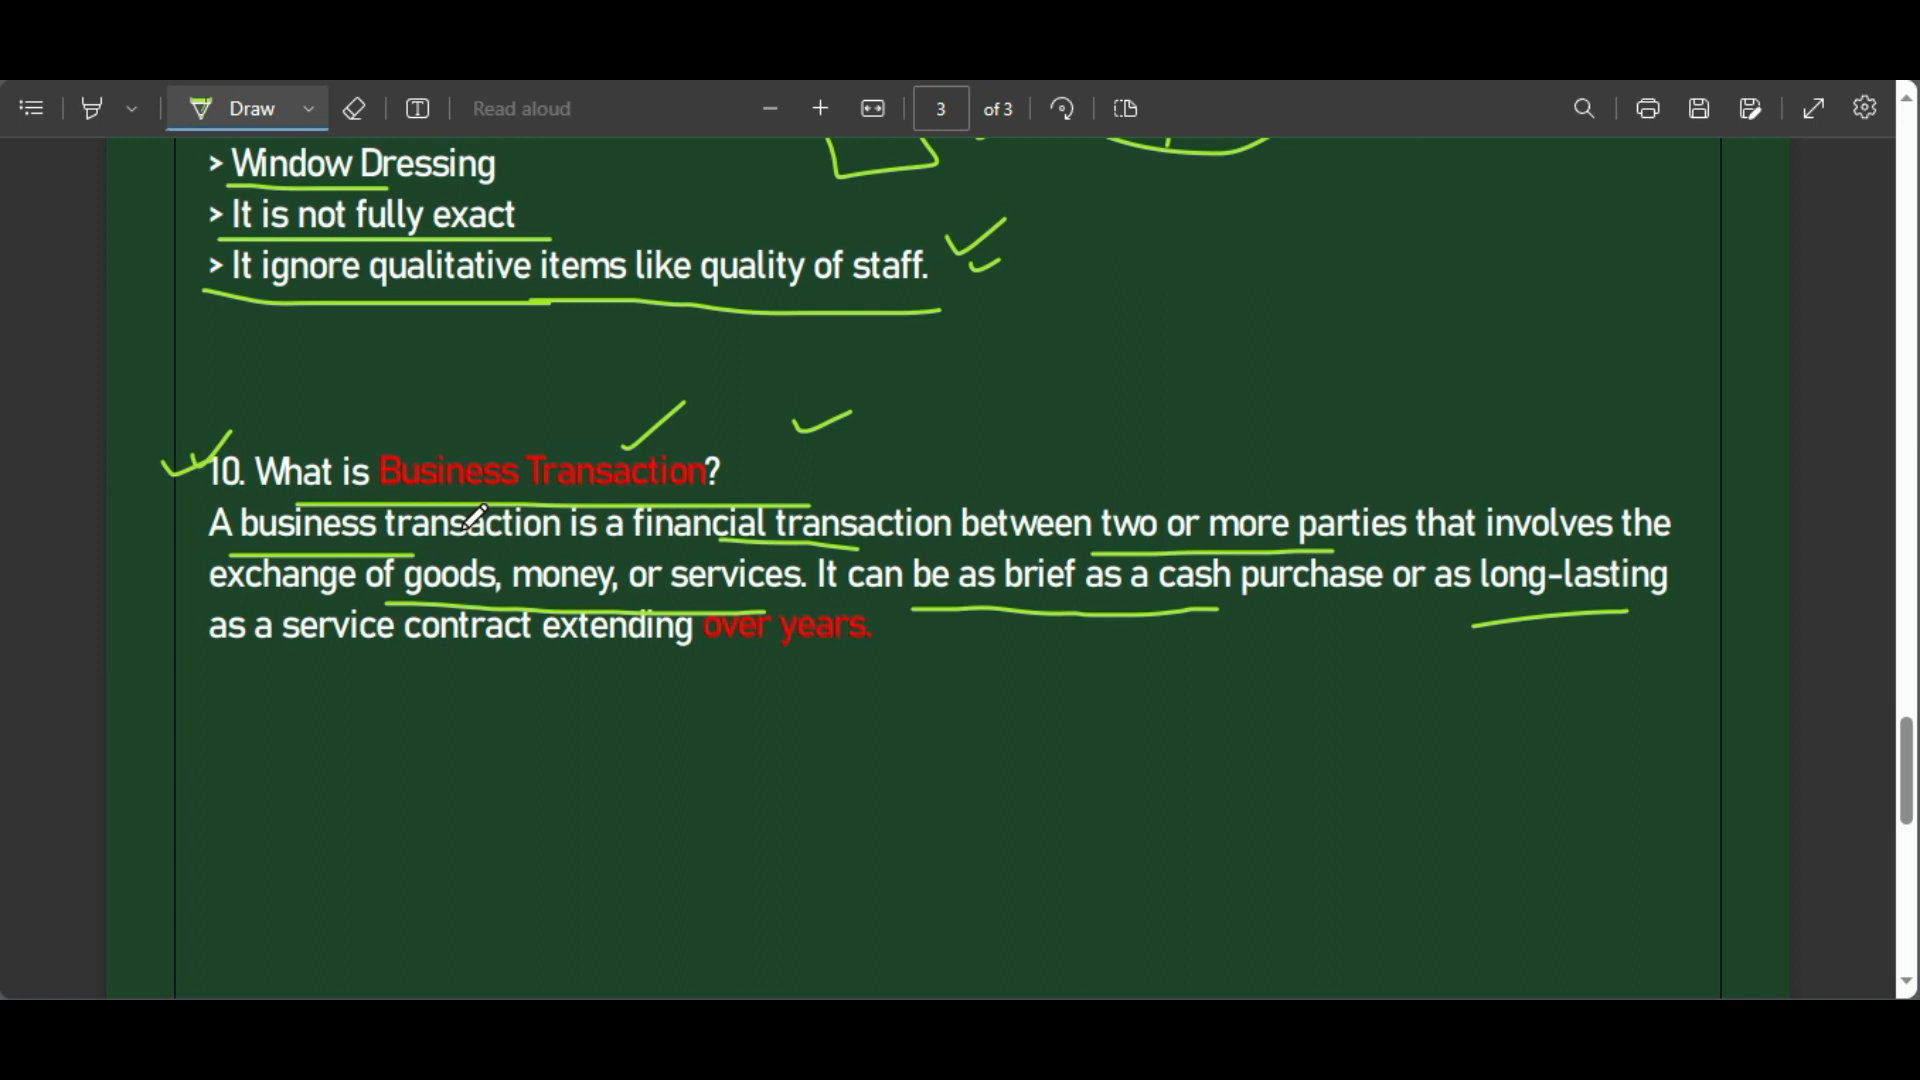 Draw
Read aloud
3 of 3
> Window Dressing
> It is not fully exact
> It ignore qualitative items like quality of staff.
10. What is Business Transaction?
A business transaction is a financial transaction between two or more parties that involves the
exchange of goods, money, or services. It can be as brief as a cash purchase or as long-lasting
as a service contract extending over years.